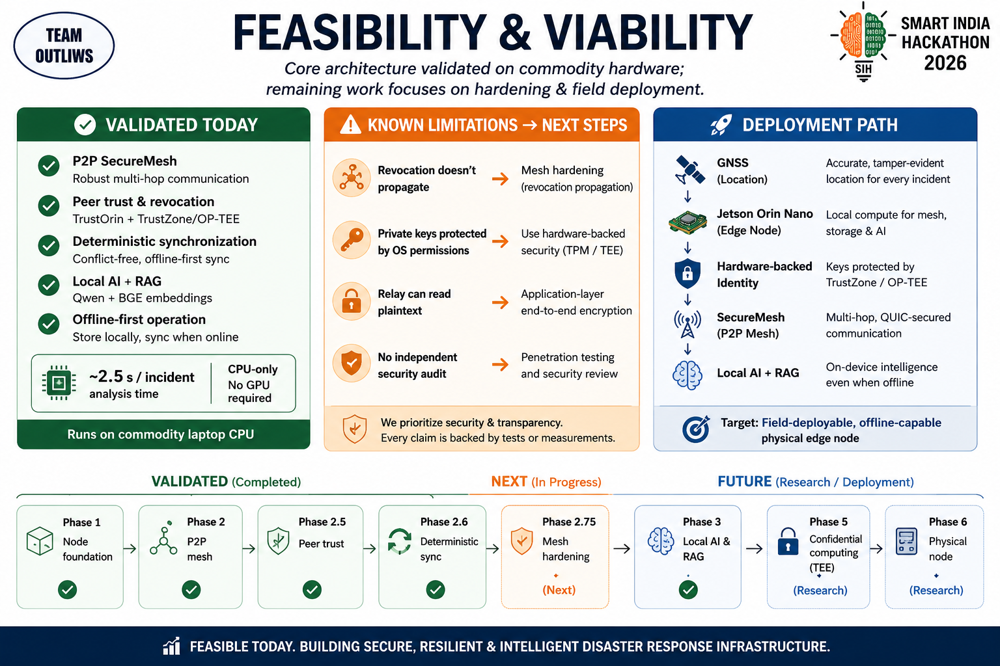 TEAM
OUTLIWS
FEASIBILITY & VIABILITY
Core architecture validated on commodity hardware;
remaining work focuses on hardening & field deployment.
SIH
SMART INDIA
HACKATHON
2026
VALIDATED TODAY
P2P SecureMesh
Robust multi-hop communication
Peer trust & revocation
TrustOrin + TrustZone/OP-TEE
Deterministic synchronization
Conflict-free, offline-first sync
Local AI + RAG
Qwen + BGE embeddings
Offline-first operation
Store locally, sync when online
~2.5 s / incident
analysis time
CPU-only
No GPU
required
Runs on commodity laptop CPU
KNOWN LIMITATIONS → NEXT STEPS
Revocation doesn't
propagate
→
Mesh hardening
(revocation propagation)
Private keys protected
by OS permissions
→
Use hardware-backed
security (TPM / TEE)
Relay can read
plaintext
→
Application-layer
end-to-end encryption
No independent
security audit
→
Penetration testing
and security review
We prioritize security & transparency.
Every claim is backed by tests or measurements.
DEPLOYMENT PATH
GNSS
(Location)
Accurate, tamper-evident
location for every incident
Jetson Orin Nano
(Edge Node)
Local compute for mesh,
storage & AI
Hardware-backed
Identity
Keys protected by
TrustZone / OP-TEE
SecureMesh
(P2P Mesh)
Multi-hop, QUIC-secured
communication
Local AI + RAG
On-device intelligence
even when offline
Target: Field-deployable, offline-capable
physical edge node
VALIDATED (Completed)
NEXT (In Progress)
FUTURE (Research / Deployment)
Phase 1
Node
foundation
Phase 2
P2P
mesh
Phase 2.5
Peer trust
Phase 2.6
Deterministic
sync
Phase 2.75
Mesh
hardening
(Next)
Phase 3
Local AI &
RAG
Phase 5
Confidential
computing
(TEE)
(Research)
Phase 6
Physical
node
(Research)
FEASIBLE TODAY. BUILDING SECURE, RESILIENT & INTELLIGENT DISASTER RESPONSE INFRASTRUCTURE.